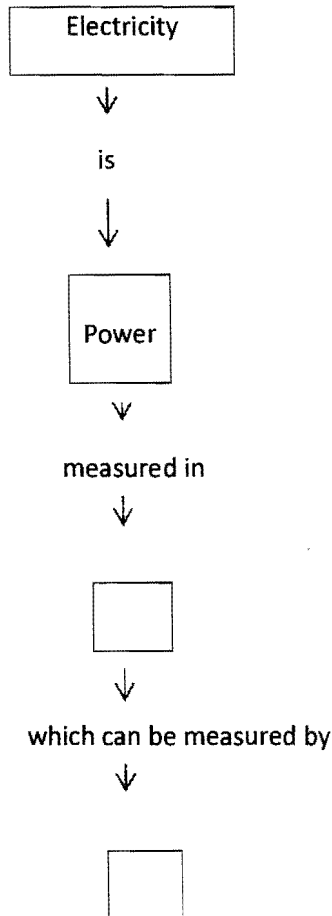 Electricity
is
Power
measured in
which can be measured by